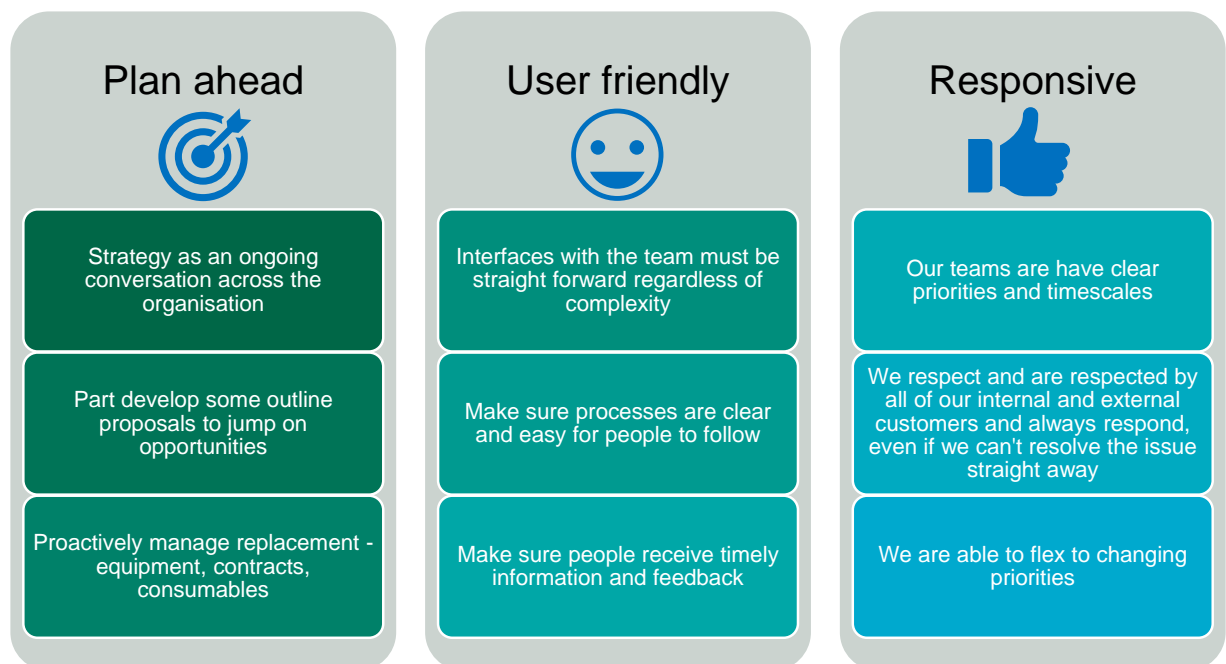 Plan ahead
Strategy as an ongoing
conversation across the
organisation
Part develop some outline
proposals to jump on
opportunities
Proactively manage replacement -
equipment, contracts,
consumables
User friendly
Interfaces with the team must be
straight forward regardless of
complexity
Make sure processes are clear
and easy for people to follow
Make sure people receive timely
information and feedback
Responsive
Our teams are have clear
priorities and timescales
We respect and are respected by
all of our internal and external
customers and always respond,
even if we can't resolve the issue
straight away
We are able to flex to changing
priorities